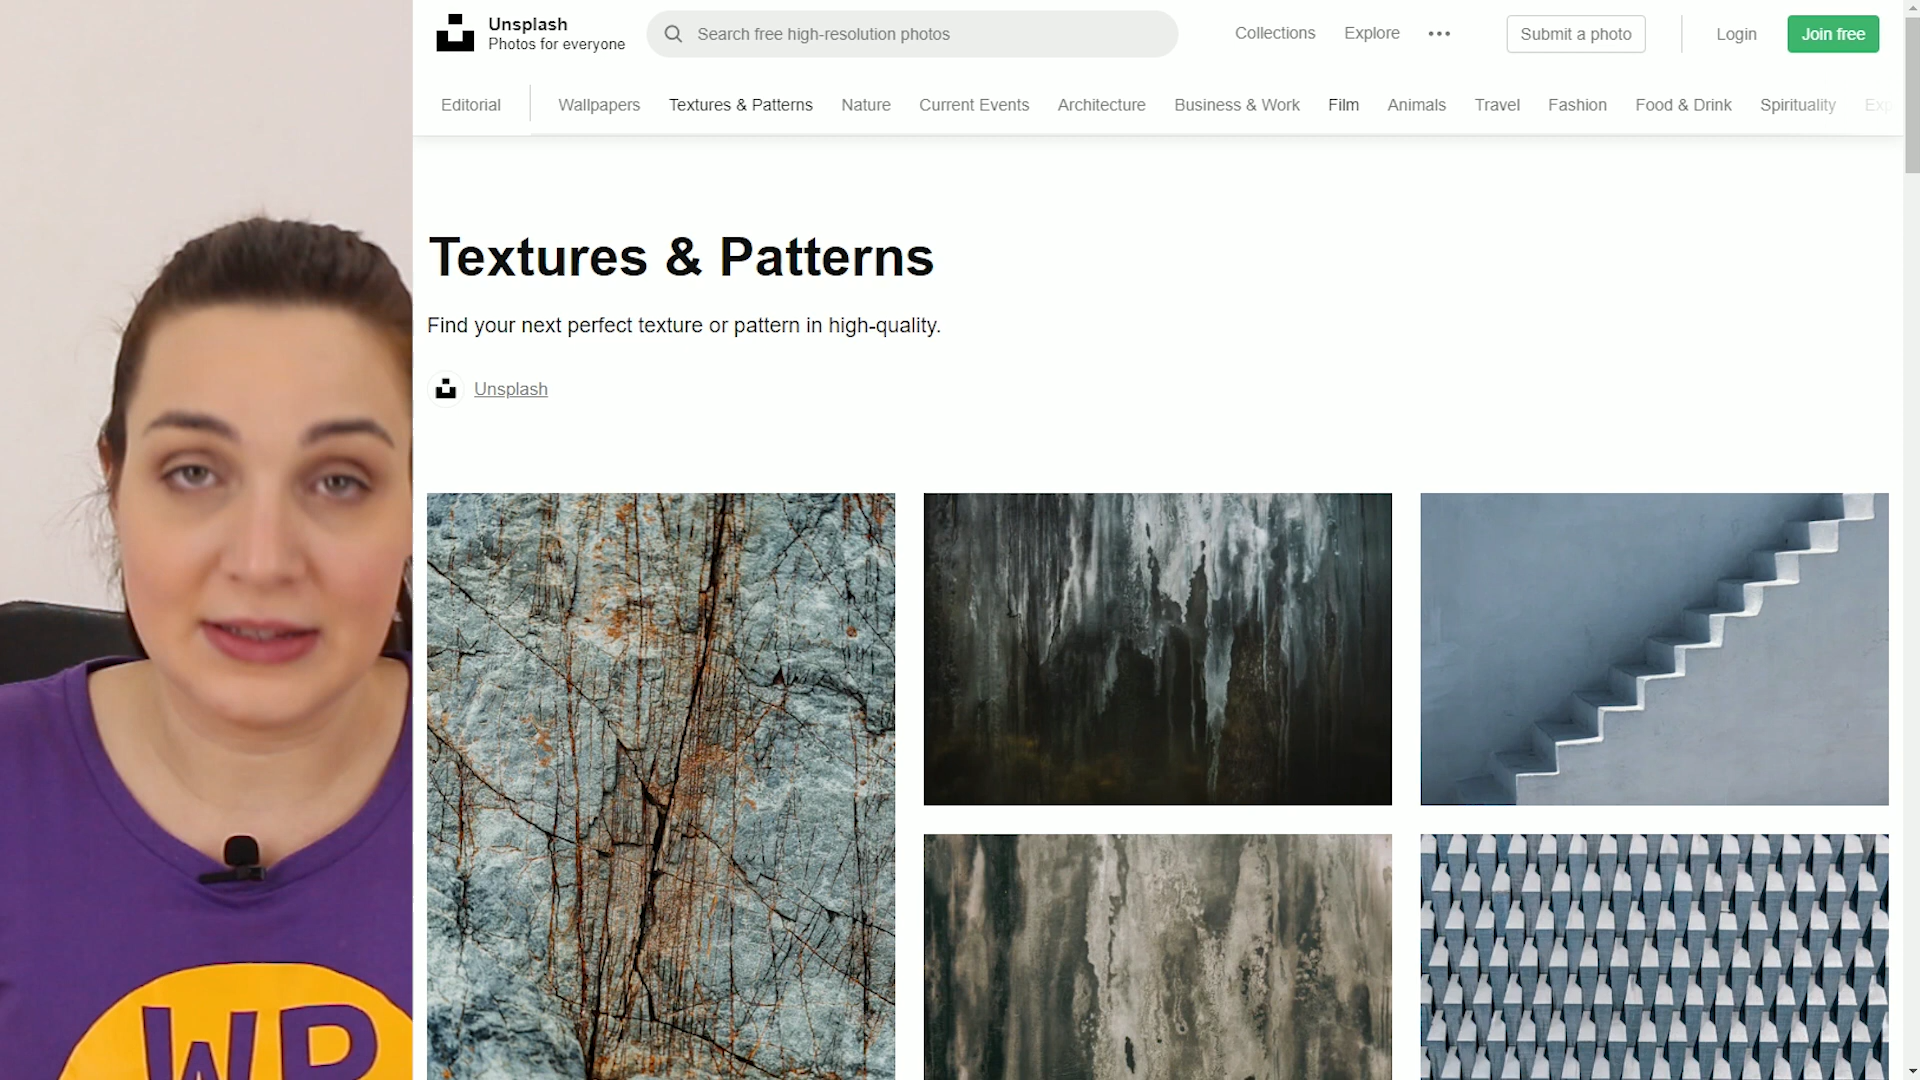 Unsplash
Photos for everyone
Search free high-resolution photos
Collections
Explore
Submit a photo
Login
Join free
Editorial
Wallpapers
Textures & Patterns
Nature
Current Events
Architecture
Business & Work
Film
Animals
Travel
Fashion
Food & Drink
Spirituality
Textures & Patterns
Find your next perfect texture or pattern in high-quality.
Unsplash
WP